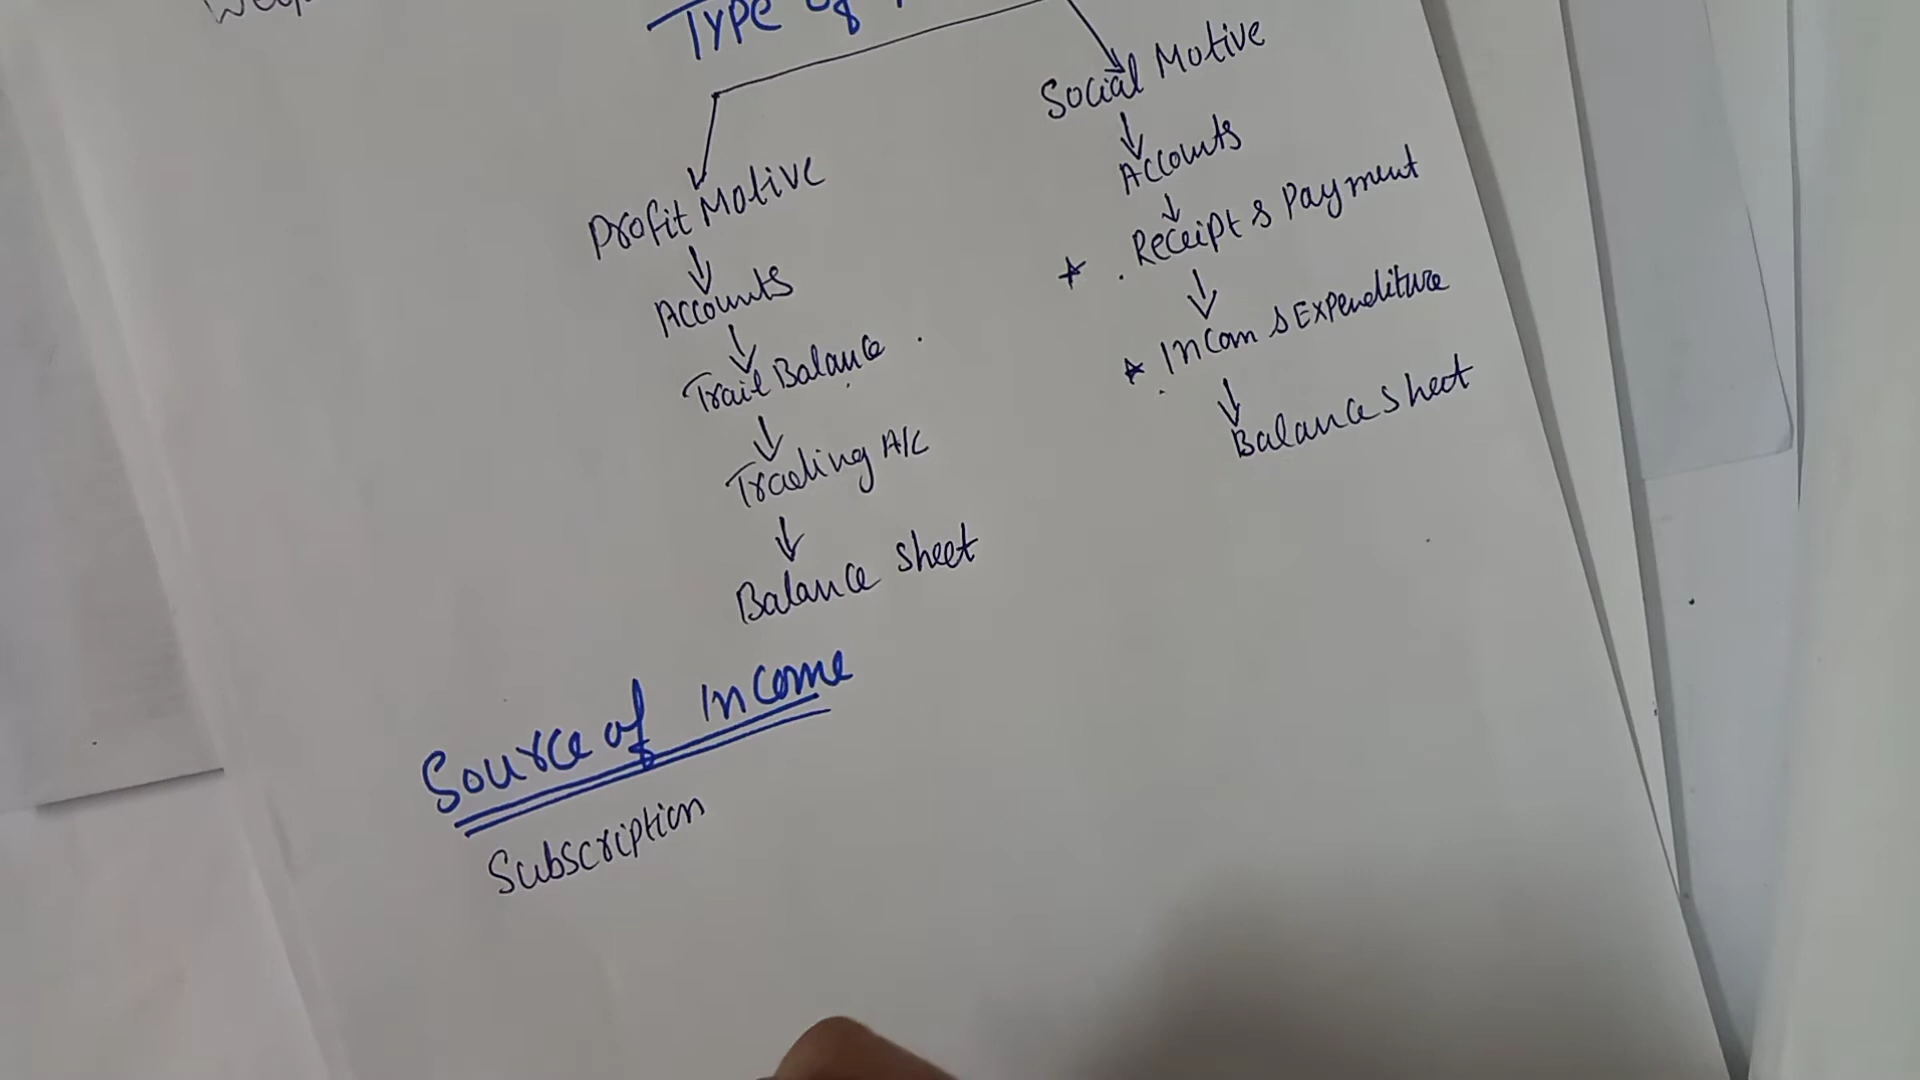 Type of
Social Motive
Accounts
Receipt & Payment
Incom & Expenditure
Balance sheet
Profit Motive
Accounts
Trail Balance
Trading A/C
Balance sheet
Source of Income
Subscription